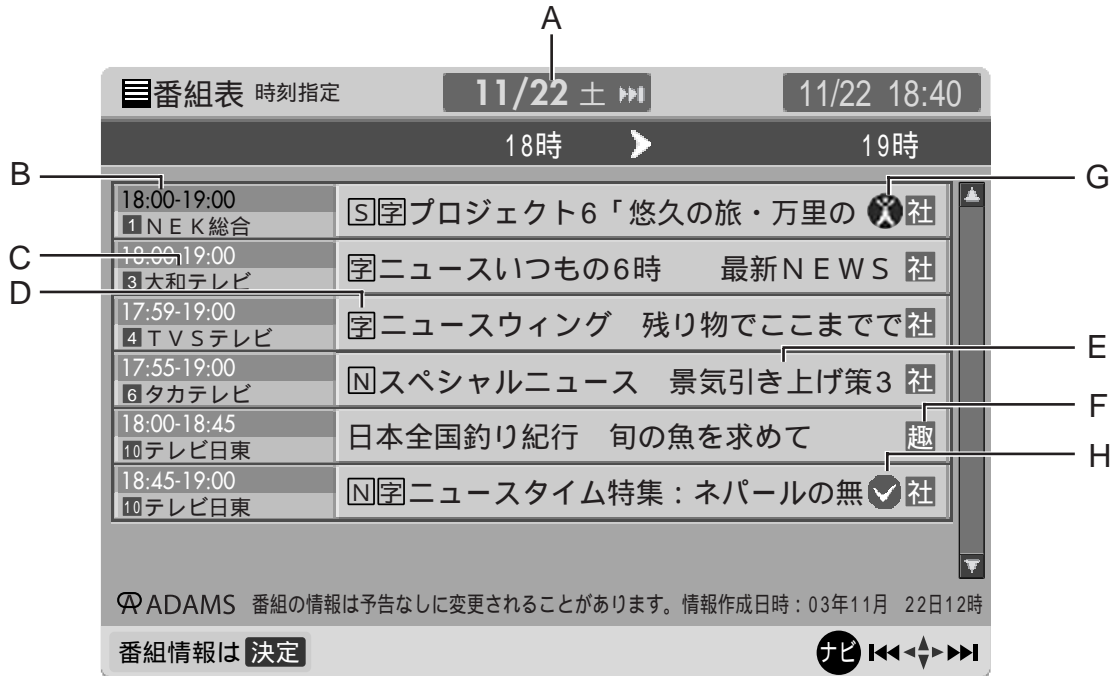 A
番組表 時刻指定 11/22 土 11/22 18:40
18時 19時
B
18:00-19:00
1 ＮＥＫ総合
S字プロジェクト6「悠久の旅・万里の 社
G
C
18:00-19:00
3 大和テレビ
字ニュースいつもの6時　最新ＮＥＷＳ 社
D
17:59-19:00
4 ＴＶＳテレビ
字ニュースウィング　残り物でここまでで 社
E
17:55-19:00
6 タカテレビ
Nスペシャルニュース　景気引き上げ策3 社
F
18:00-18:45
10 テレビ日東
日本全国釣り紀行　旬の魚を求めて 趣
H
18:45-19:00
10 テレビ日東
N字ニュースタイム特集：ネパールの無 社
ADAMS 番組の情報は予告なしに変更されることがあります。情報作成日時：03年11月　22日12時
番組情報は 決定 ナビ